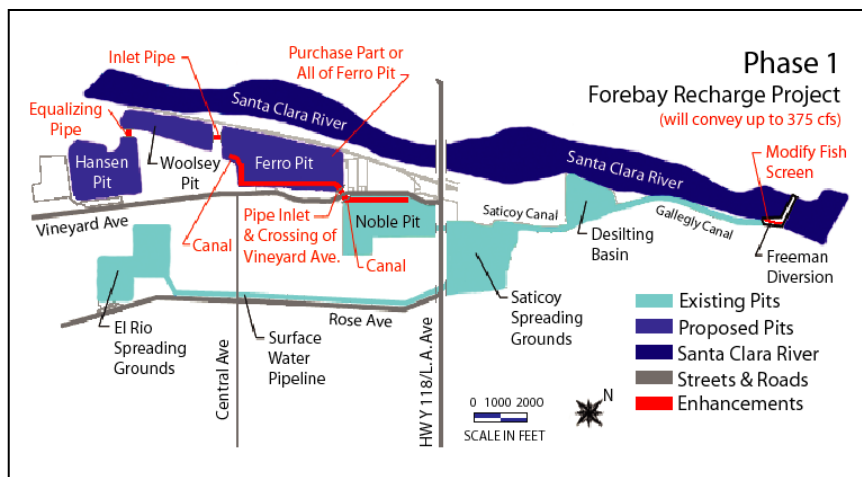 Phase 1
Forebay Recharge Project
(will convey up to 375 cfs)
Purchase Part or
All of Ferro Pit
Inlet Pipe
Equalizing
Pipe
Santa Clara River
Hansen
Pit
Woolsey
Pit
Ferro Pit
Santa Clara River
Modify Fish
Screen
Vineyard Ave
Canal
Pipe Inlet
& Crossing of
Vineyard Ave.
Noble Pit
Canal
Saticoy Canal
Gallegly Canal
Desilting
Basin
Freeman
Diversion
El Rio
Spreading
Grounds
Surface
Water
Pipeline
Rose Ave
Saticoy
Spreading
Grounds
Central Ave
HW Y 118/L.A. Ave
Existing Pits
Proposed Pits
Santa Clara River
Streets & Roads
Enhancements
0 1000 2000
SCALE IN FEET
N